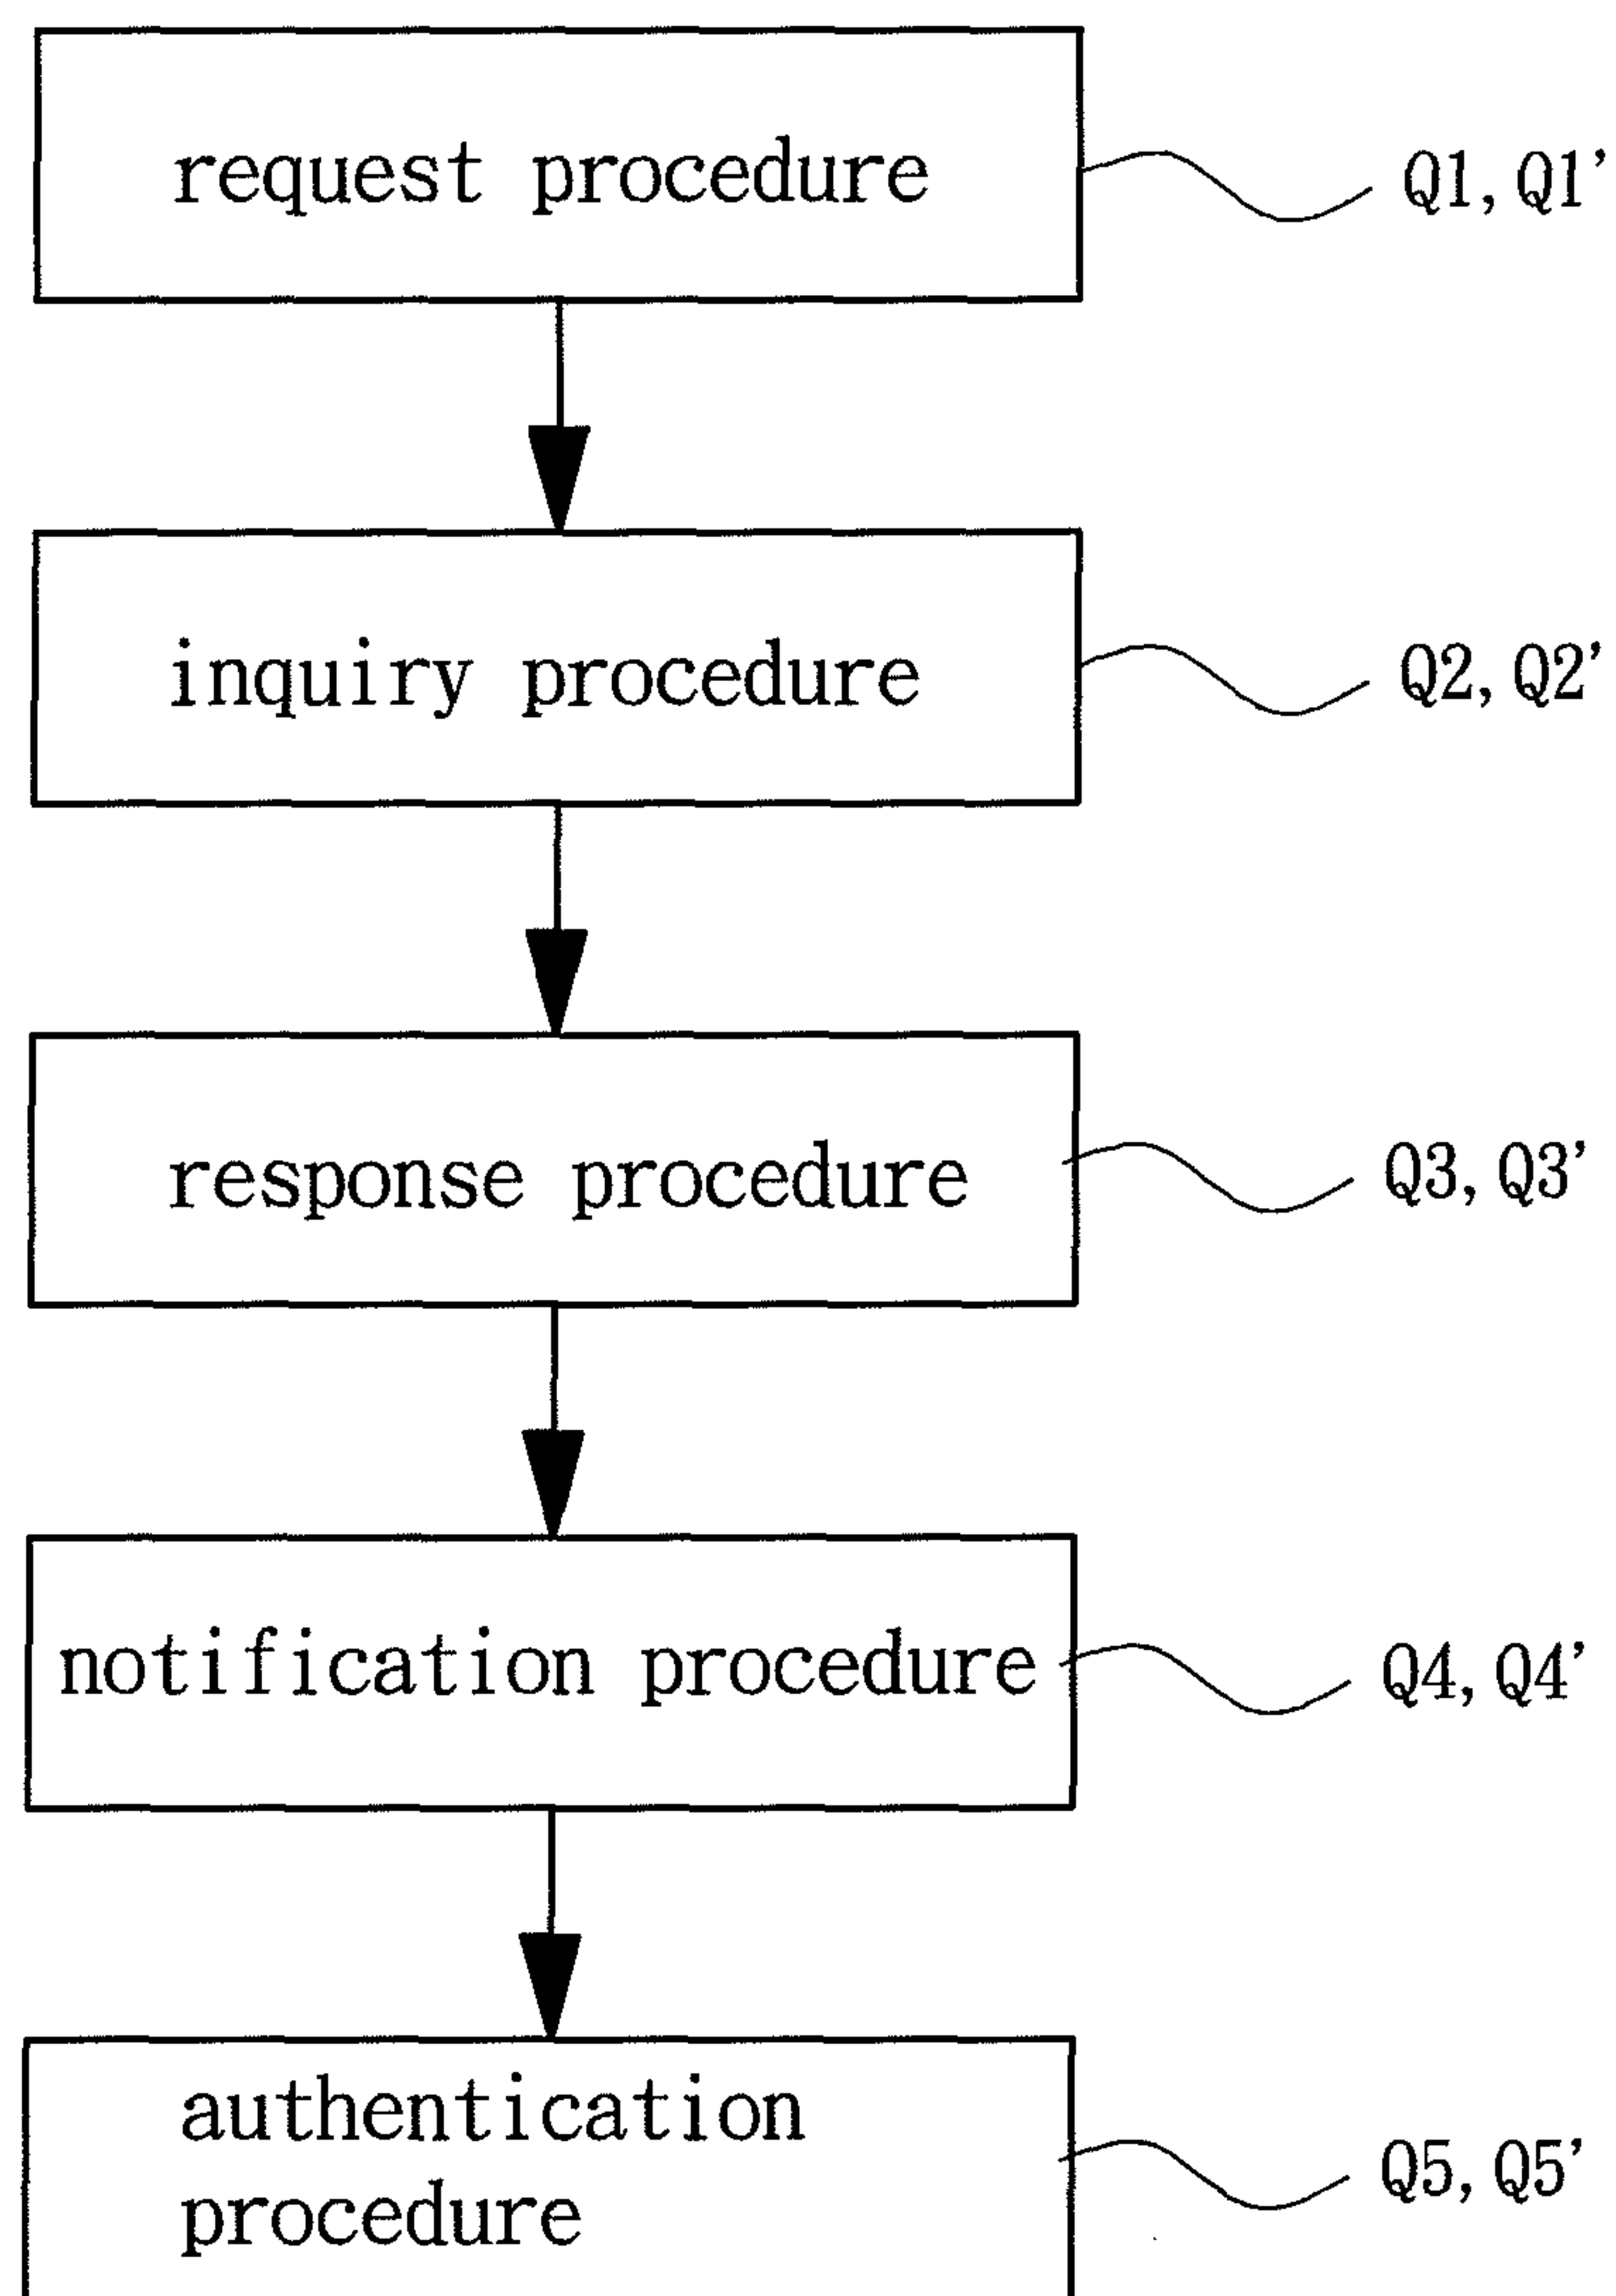 request procedure
Q1, Q1'
inquiry procedure
Q2, Q2'
response procedure
Q3, Q3'
notification procedure
Q4, Q4'
authentication
procedure
Q5, Q5'